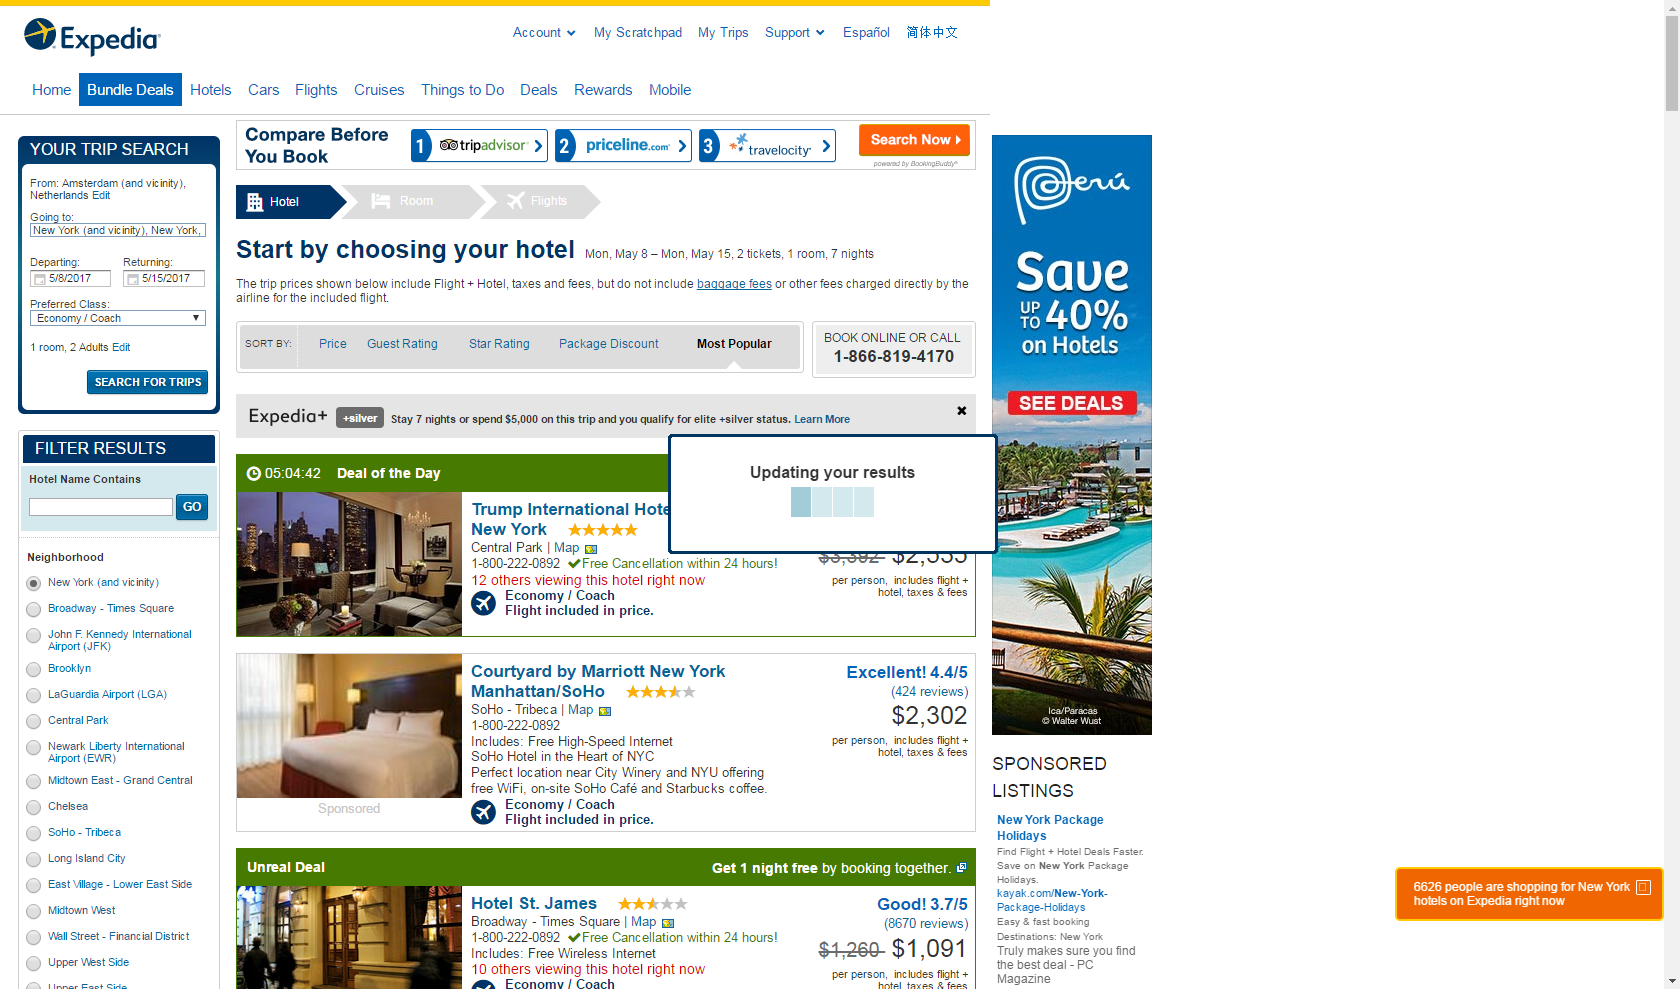 Expedia
Account
My Scratchpad
My Trips
Support
Español
简体中文
Home
Bundle Deals
Hotels
Cars
Flights
Cruises
Things to Do
Deals
Rewards
Mobile
YOUR TRIP SEARCH
From: Amsterdam (and vicinity),
Netherlands Edit
Going to:
New York (and vicinity), New York,
Departing:
Returning:
5/8/2017
5/15/2017
Preferred Class:
Economy / Coach
1 room, 2 Adults Edit
SEARCH FOR TRIPS
FILTER RESULTS
Hotel Name Contains
GO
Neighborhood
New York (and vicinity)
Broadway - Times Square
John F. Kennedy International
Airport (JFK)
Brooklyn
LaGuardia Airport (LGA)
Central Park
Newark Liberty International
Airport (EWR)
Midtown East - Grand Central
Chelsea
SoHo - Tribeca
Long Island City
East Village - Lower East Side
Midtown West
Wall Street - Financial District
Upper West Side
Upper East Side
Compare Before
You Book
1 tripadvisor
2 priceline.com
3 travelocity
Search Now
powered by BookingBuddy
Hotel
Room
Flights
Start by choosing your hotel Mon, May 8 – Mon, May 15, 2 tickets, 1 room, 7 nights
The trip prices shown below include Flight + Hotel, taxes and fees, but do not include baggage fees or other fees charged directly by the
airline for the included flight.
SORT BY:
Price
Guest Rating
Star Rating
Package Discount
Most Popular
BOOK ONLINE OR CALL
1-866-819-4170
Expedia+ +silver Stay 7 nights or spend $5,000 on this trip and you qualify for elite +silver status. Learn More
Updating your results
05:04:42 Deal of the Day
Trump International Hote
New York
Central Park | Map
1-800-222-0892 Free Cancellation within 24 hours!
12 others viewing this hotel right now
Economy / Coach
Flight included in price.
$3,392 $2,535
per person, includes flight +
hotel, taxes & fees
Courtyard by Marriott New York
Manhattan/SoHo
SoHo - Tribeca | Map
1-800-222-0892
Includes: Free High-Speed Internet
SoHo Hotel in the Heart of NYC
Perfect location near City Winery and NYU offering
free WiFi, on-site SoHo Café and Starbucks coffee.
Economy / Coach
Flight included in price.
Sponsored
Excellent! 4.4/5
(424 reviews)
$2,302
per person, includes flight +
hotel, taxes & fees
Unreal Deal
Get 1 night free by booking together.
Hotel St. James
Broadway - Times Square | Map
1-800-222-0892 Free Cancellation within 24 hours!
Includes: Free Wireless Internet
10 others viewing this hotel right now
Economy / Coach
Good! 3.7/5
(8670 reviews)
$1,260 $1,091
per person, includes flight +
hotel, taxes & fees
Perú
Save
UP TO 40%
on Hotels
SEE DEALS
Ica/Paracas
© Walter Wust
SPONSORED
LISTINGS
New York Package
Holidays
Find Flight + Hotel Deals Faster.
Save on New York Package
Holidays.
kayak.com/New-York-
Package-Holidays
Easy & fast booking
Destinations: New York
Truly makes sure you find
the best deal - PC
Magazine
6626 people are shopping for New York
hotels on Expedia right now